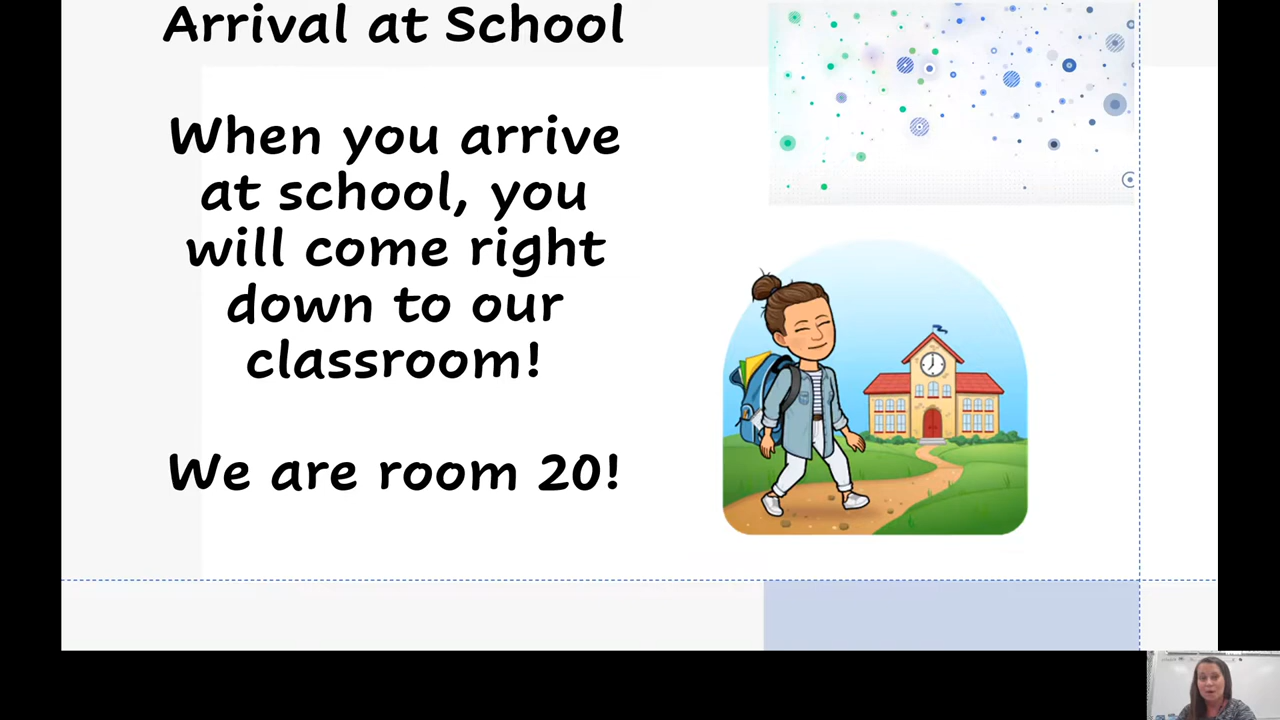 Arrival at School
When you arrive
at school, you
will come right
down to our
classroom!
We are room 20!